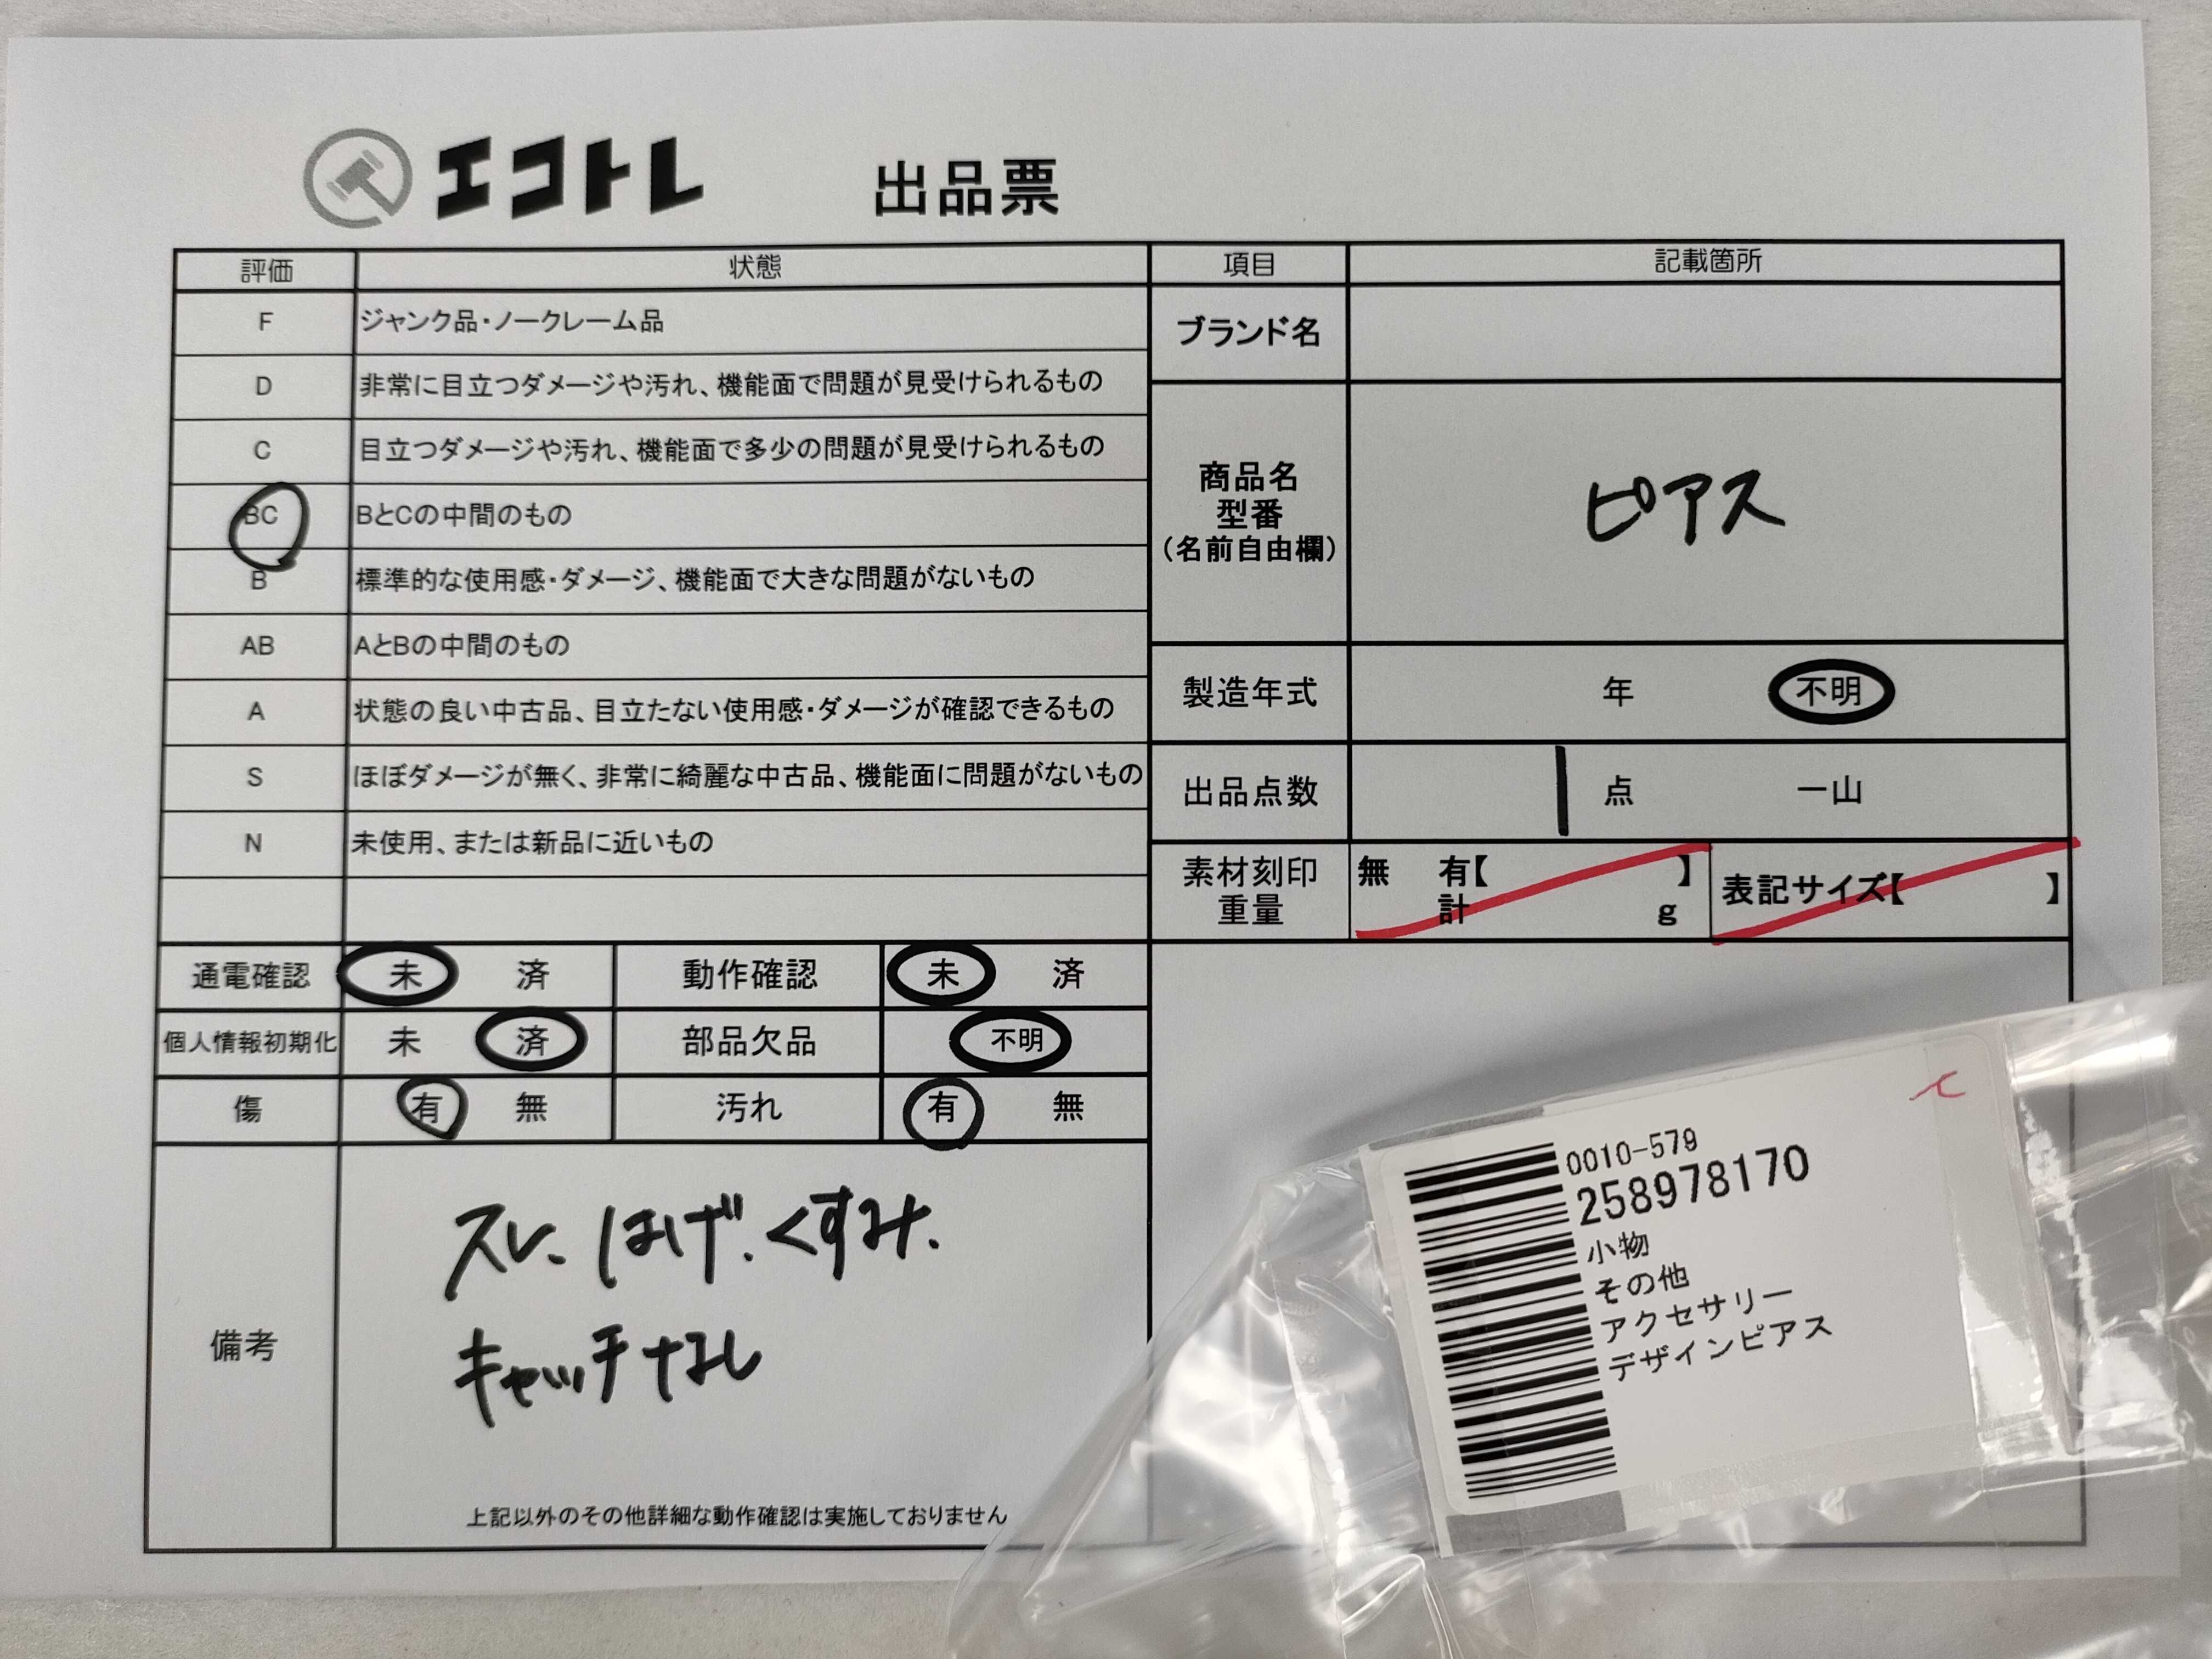 エコトレ 出品票
評価 状態 項目 記載箇所
F ジャンク品・ノークレーム品
D 非常に目立つダメージや汚れ、機能面で問題が見受けられるもの
C 目立つダメージや汚れ、機能面で多少の問題が見受けられるもの
BC BとCの中間のもの
B 標準的な使用感・ダメージ、機能面で大きな問題がないもの
AB AとBの中間のもの
A 状態の良い中古品、目立たない使用感・ダメージが確認できるもの
S ほぼダメージが無く、非常に綺麗な中古品、機能面に問題がないもの
N 未使用、または新品に近いもの
ブランド名
商品名
型番
(名前自由欄)
ピアス
製造年式 年 不明
出品点数 1 点 一山
素材刻印
重量
無 有【 】
計 g
表記サイズ【 】
通電確認 未 済 動作確認 未 済
個人情報初期化 未 済 部品欠品 不明
傷 有 無 汚れ 有 無
備考
スレ、はげ、くすみ、
キャッチなし
上記以外のその他詳細な動作確認は実施しておりません
0010-579
258978170
小物
その他
アクセサリー
デザインピアス